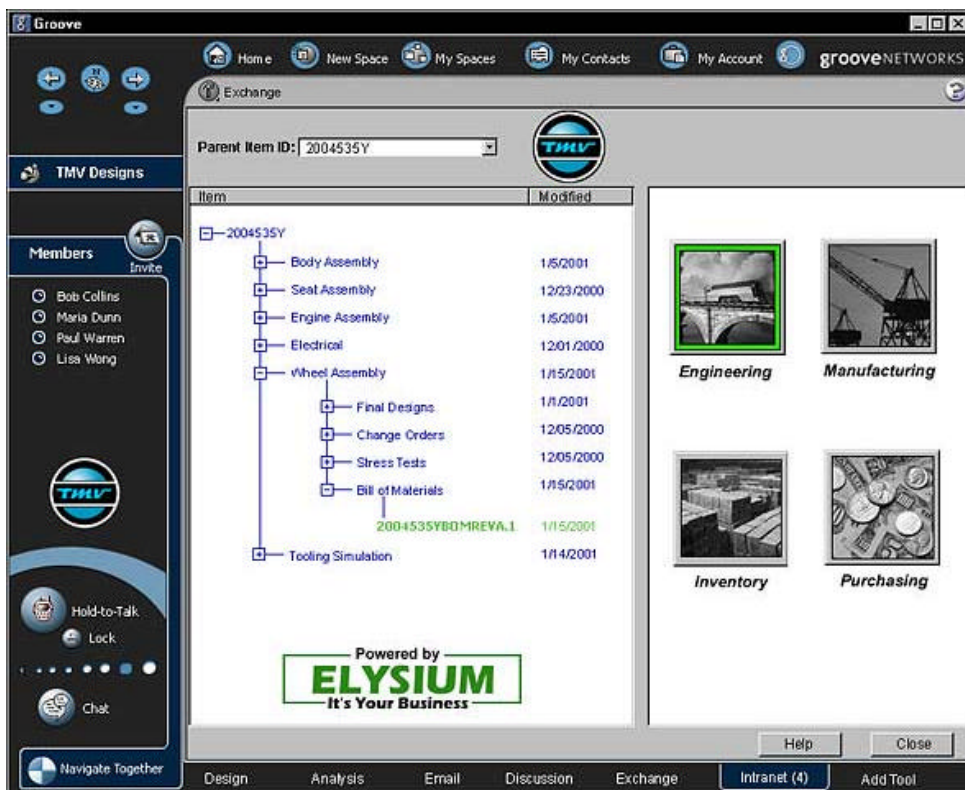 Groove
Home New Space My Spaces My Contacts My Account grooveNETWORKS
Exchange
Parent Item ID: 2004535Y
TMV
TMV Designs
Item Modified
2004535Y
Members
Invite
Body Assembly 1/5/2001
Bob Collins
Seat Assembly 12/23/2000
Maria Dunn
Engine Assembly 1/5/2001
Paul Warren
Electrical 12/01/2000
Lisa Wong
Wheel Assembly 1/15/2001
Engineering Manufacturing
Final Designs 1/1/2001
Change Orders 12/05/2000
Stress Tests 12/05/2000
Bill of Materials 1/15/2001
TMV
2004535YBOMREVA.1 1/15/2001
Tooling Simulation 1/14/2001
Inventory Purchasing
Hold-to-Talk
Lock
Powered by
ELYSIUM
It's Your Business
Chat
Help Close
Navigate Together
Design Analysis Email Discussion Exchange Intranet (4) Add Tool